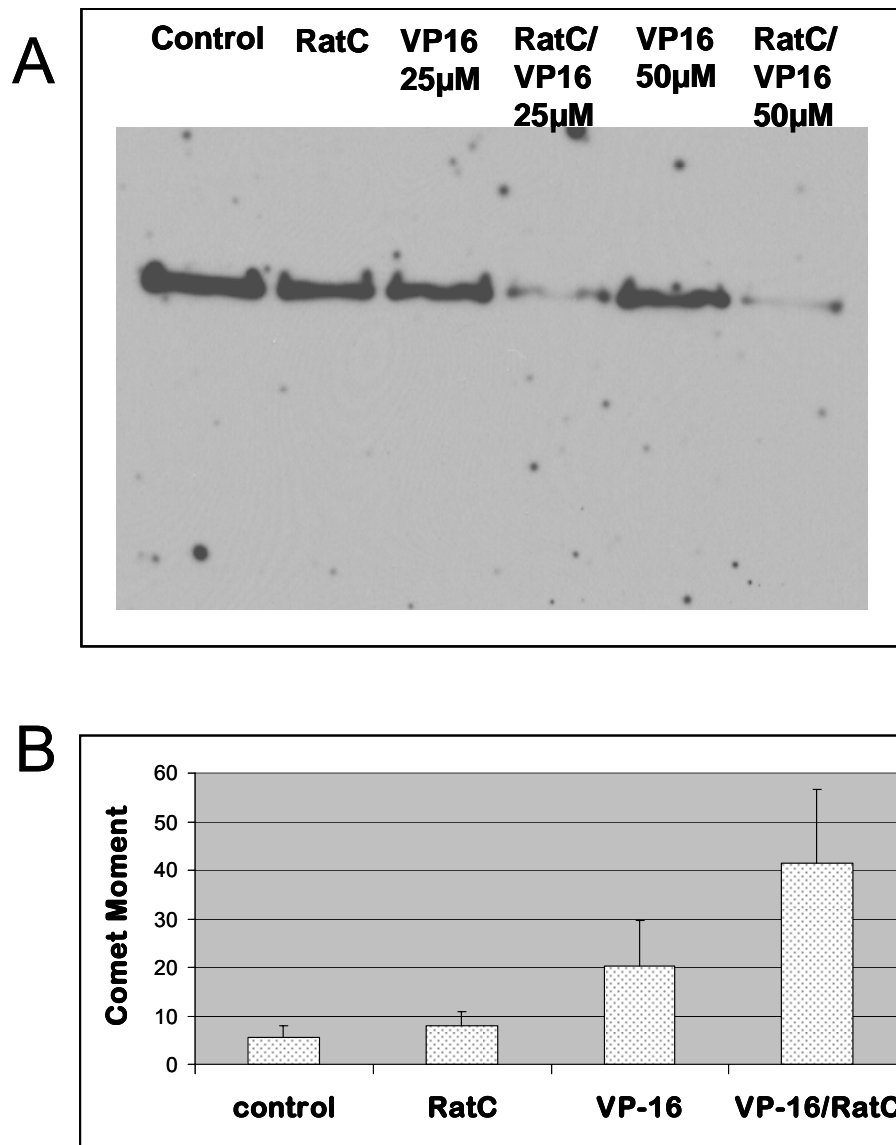 A
Control RatC VP16 25µM RatC/ VP16 25µM VP16 50µM RatC/ VP16 50µM
B
60
50
40
30
20
10
0
Comet Moment
control RatC VP-16 VP-16/RatC